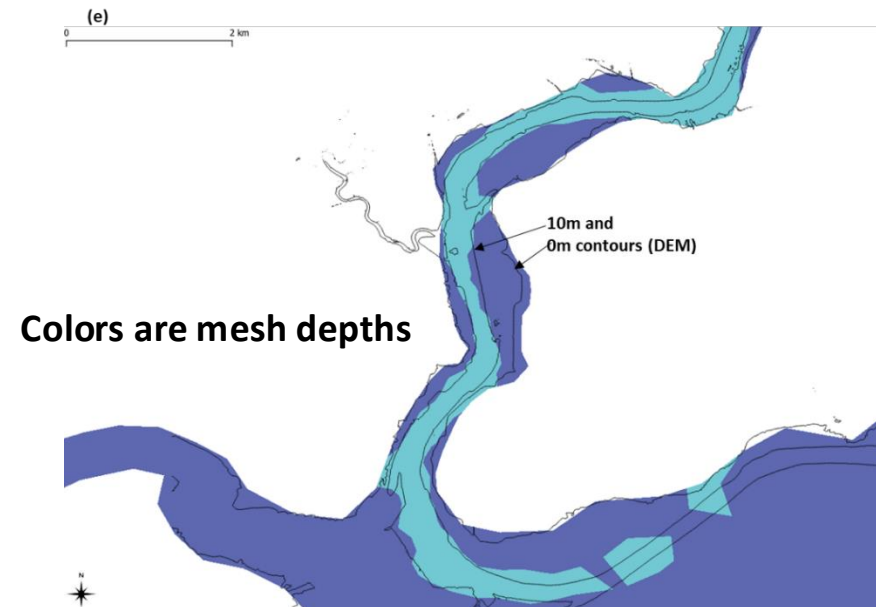 (e)
0 2 km
10m and
0m contours (DEM)
Colors are mesh depths
N